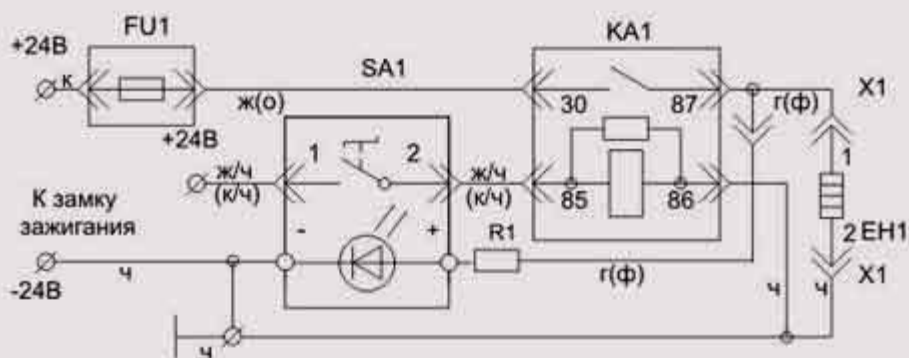 FU1
KA1
+24В
к
SA1
X1
ж(о)
30
87
г(ф)
+24В
1
2
ж/ч
(к/ч)
ж/ч
(к/ч)
1
85
86
К замку
зажигания
-
+
R1
2
EH1
ч
г(ф)
X1
-24В
ч
ч
ч